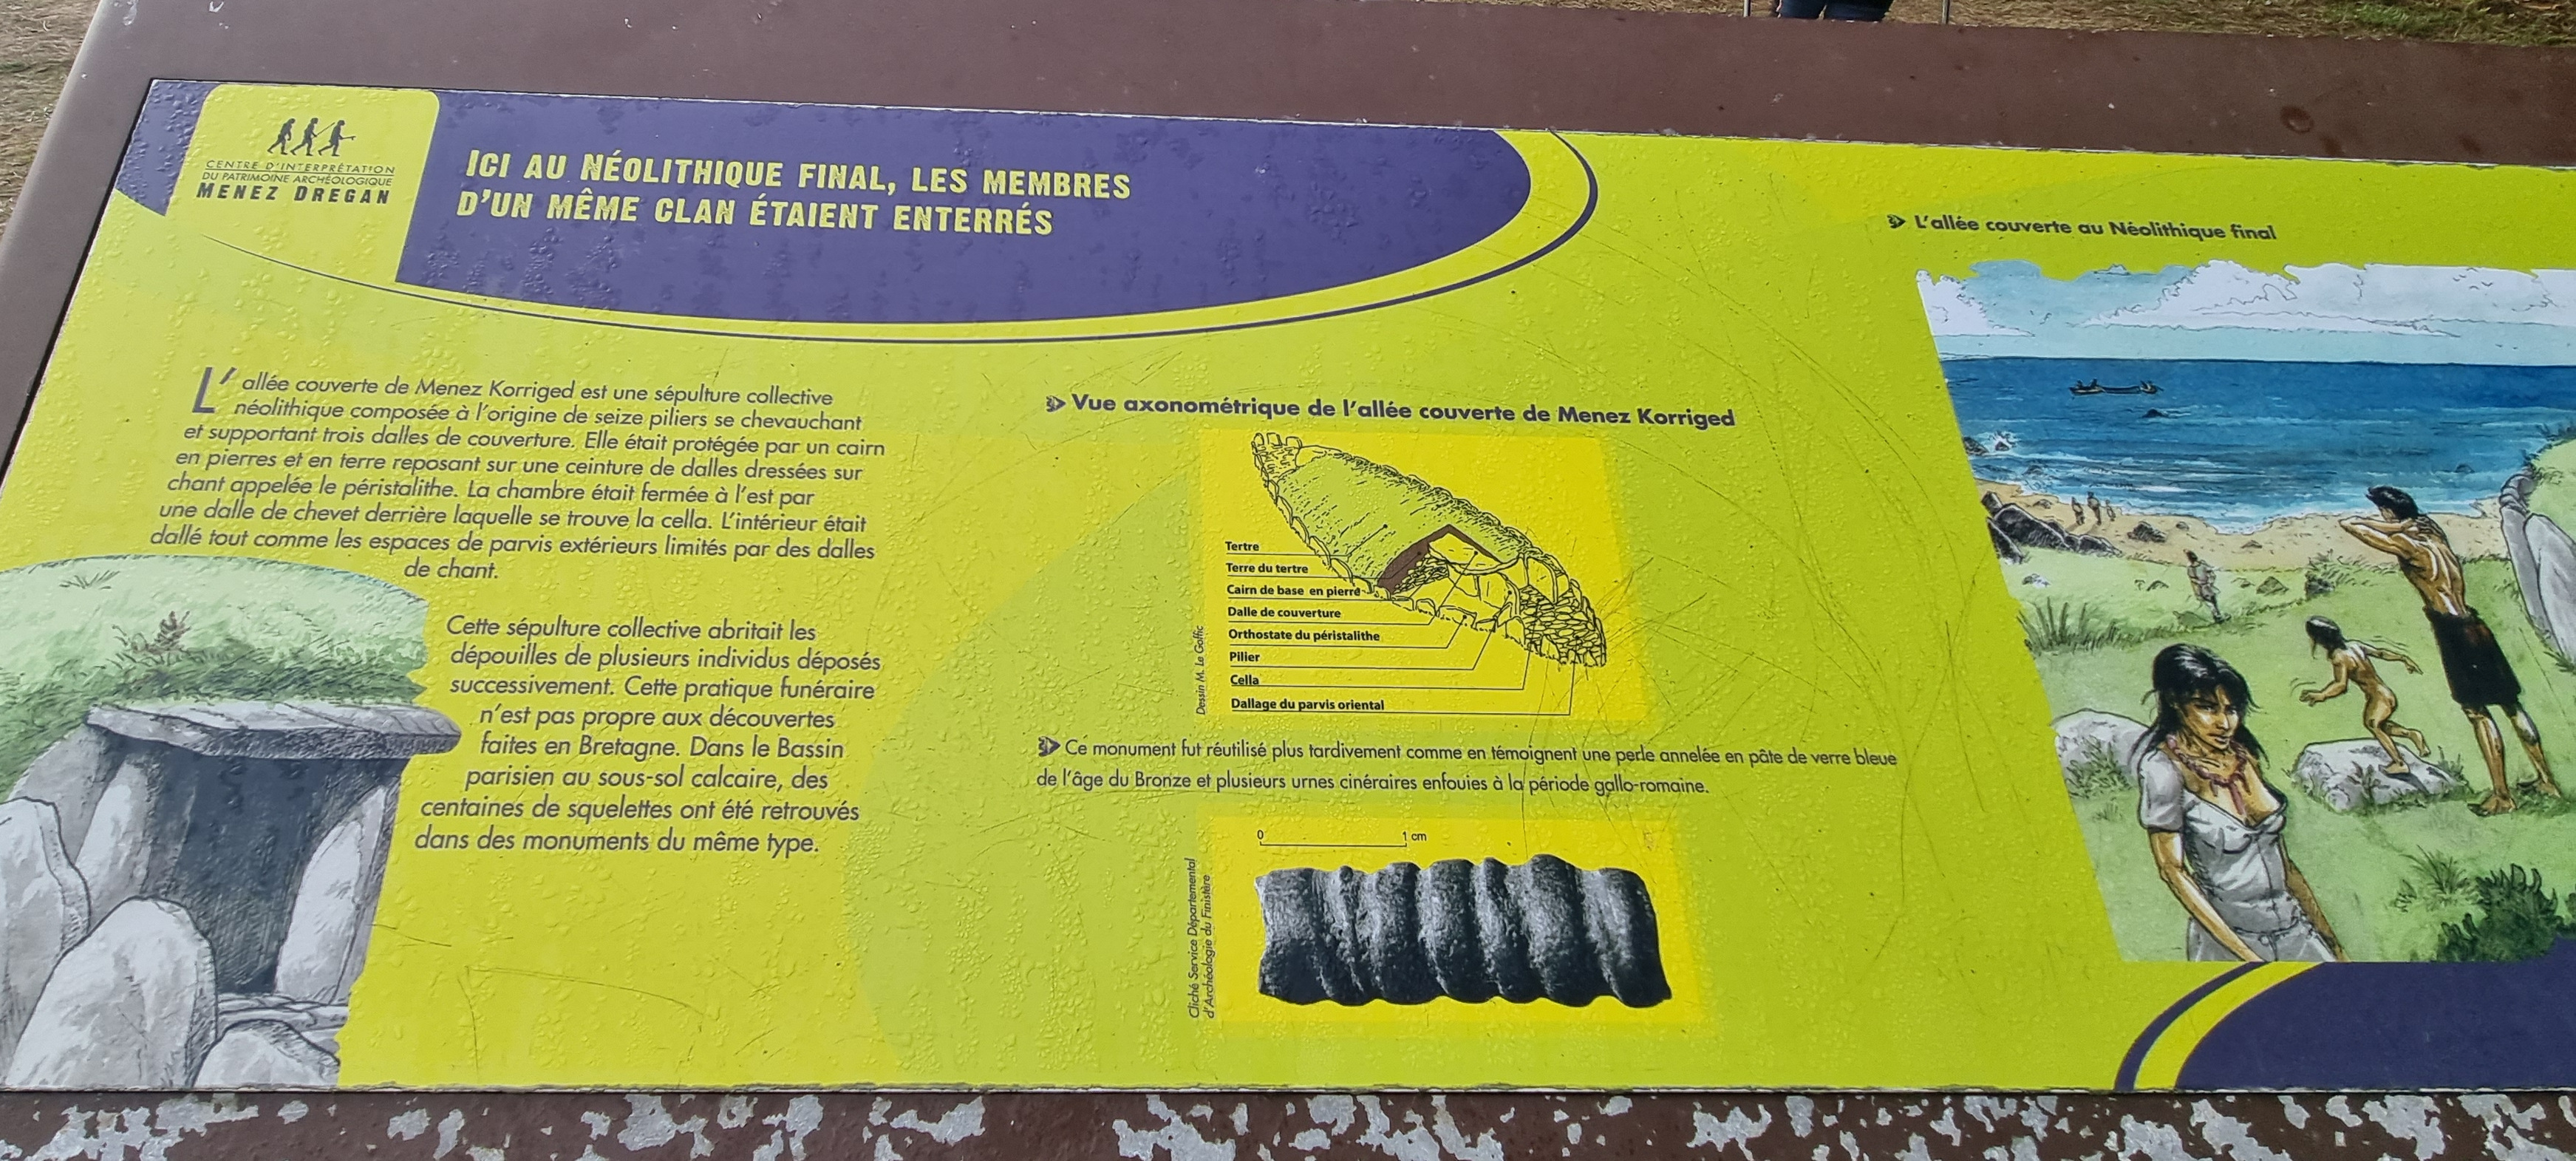 CENTRE D'INTERPRÉTATION
DU PATRIMOINE ARCHÉOLOGIQUE
MENEZ DREGAN
ICI AU NÉOLITHIQUE FINAL, LES MEMBRES
D'UN MÊME CLAN ÉTAIENT ENTERRÉS
L'allée couverte de Menez Korriged est une sépulture collective
néolithique composée à l'origine de seize piliers se chevauchant
et supportant trois dalles de couverture. Elle était protégée par un cairn
en pierres et en terre reposant sur une ceinture de dalles dressées sur
chant appelée le péristalithe. La chambre était fermée à l'est par
une dalle de chevet derrière laquelle se trouve la cella. L'intérieur était
dallé tout comme les espaces de parvis extérieurs limités par des dalles
de chant.
Cette sépulture collective abritait les
dépouilles de plusieurs individus déposés
successivement. Cette pratique funéraire
n'est pas propre aux découvertes
faites en Bretagne. Dans le Bassin
parisien au sous-sol calcaire, des
centaines de squelettes ont été retrouvés
dans des monuments du même type.
Vue axonométrique de l'allée couverte de Menez Korriged
Tertre
Terre du tertre
Cairn de base en pierre
Dalle de couverture
Orthostate du péristalithe
Pilier
Cella
Dallage du parvis oriental
Dessin M. Le Goffic
Ce monument fut réutilisé plus tardivement comme en témoignent une perle annelée en pâte de verre bleue
de l'âge du Bronze et plusieurs urnes cinéraires enfouies à la période gallo-romaine.
0 1 cm
Cliché Service Départemental
d'Archéologie du Finistère
L'allée couverte au Néolithique final